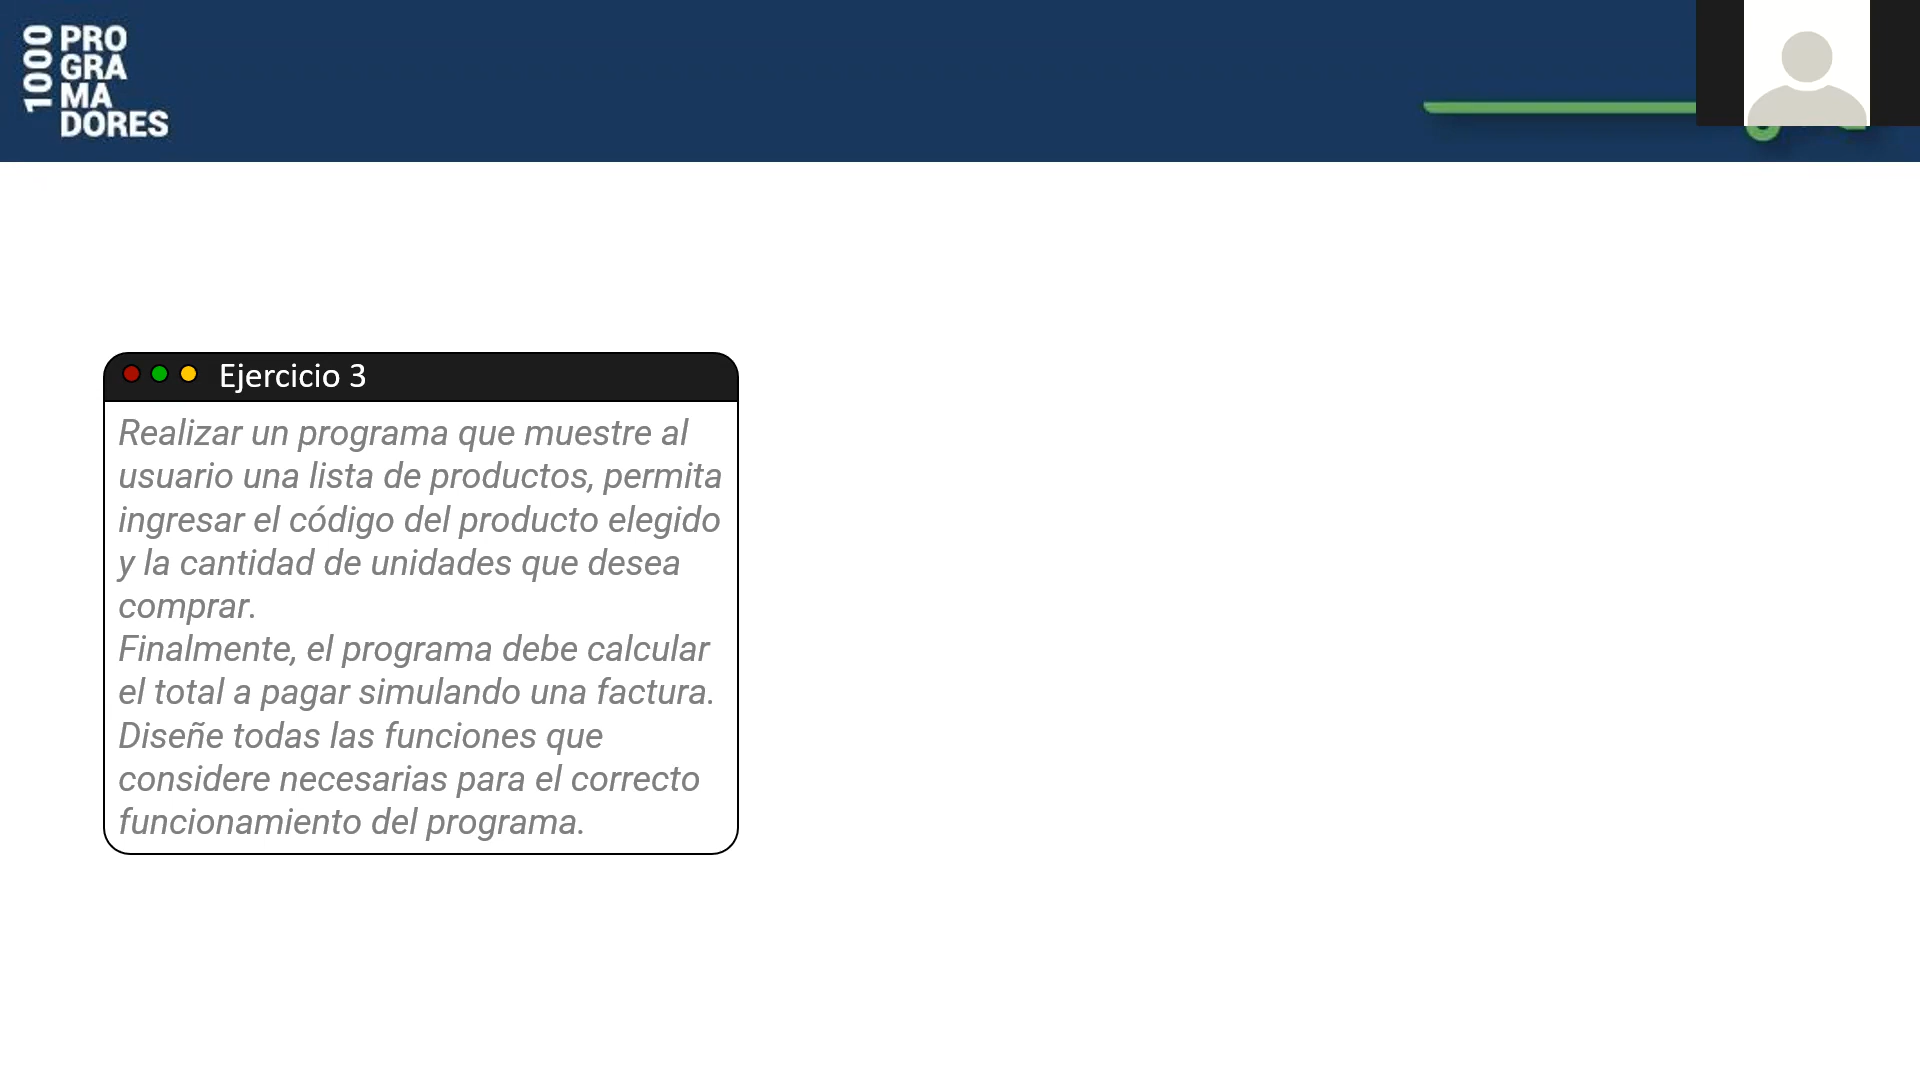 1000
PRO
GRA
MA
DORES
Ejercicio 3
Realizar un programa que muestre al
usuario una lista de productos, permita
ingresar el código del producto elegido
y la cantidad de unidades que desea
comprar.
Finalmente, el programa debe calcular
el total a pagar simulando una factura.
Diseñe todas las funciones que
considere necesarias para el correcto
funcionamiento del programa.